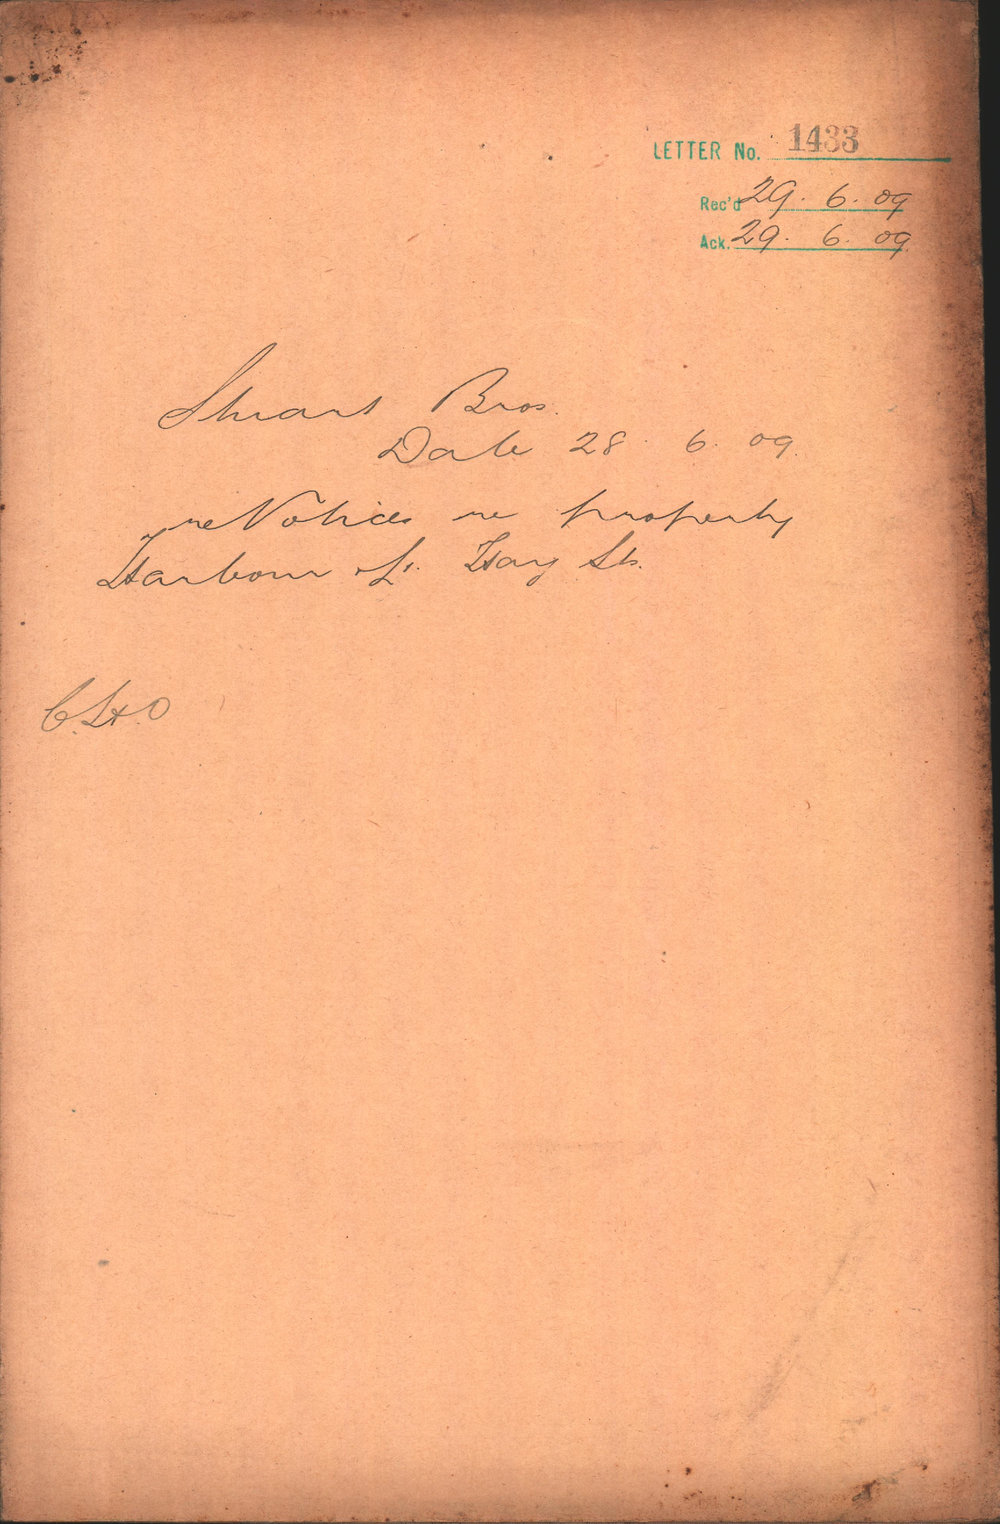 LETTER No. 1433
Rec'd 29. 6. 09
Ack. 29. 6. 09
Stuart Bros.
Date 28. 6. 09.
re Notices re property
Harbour & Hay Sts.
C.H.O